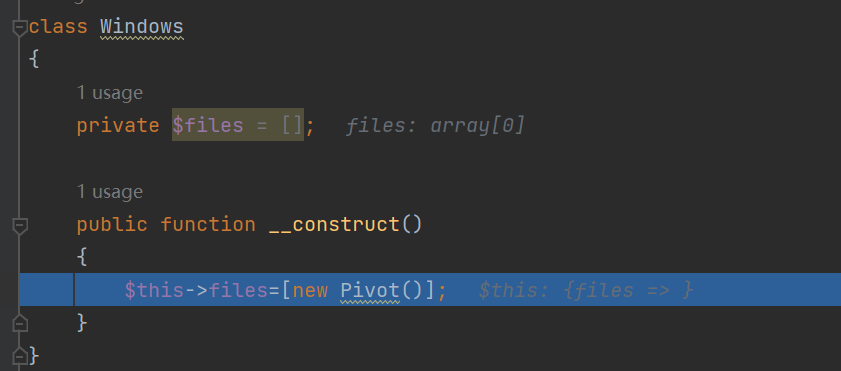 class Windows
{
1 usage
private $files = []; files: array[0]
1 usage
public function __construct()
{
$this->files=[new Pivot()]; $this: {files => }
}
}